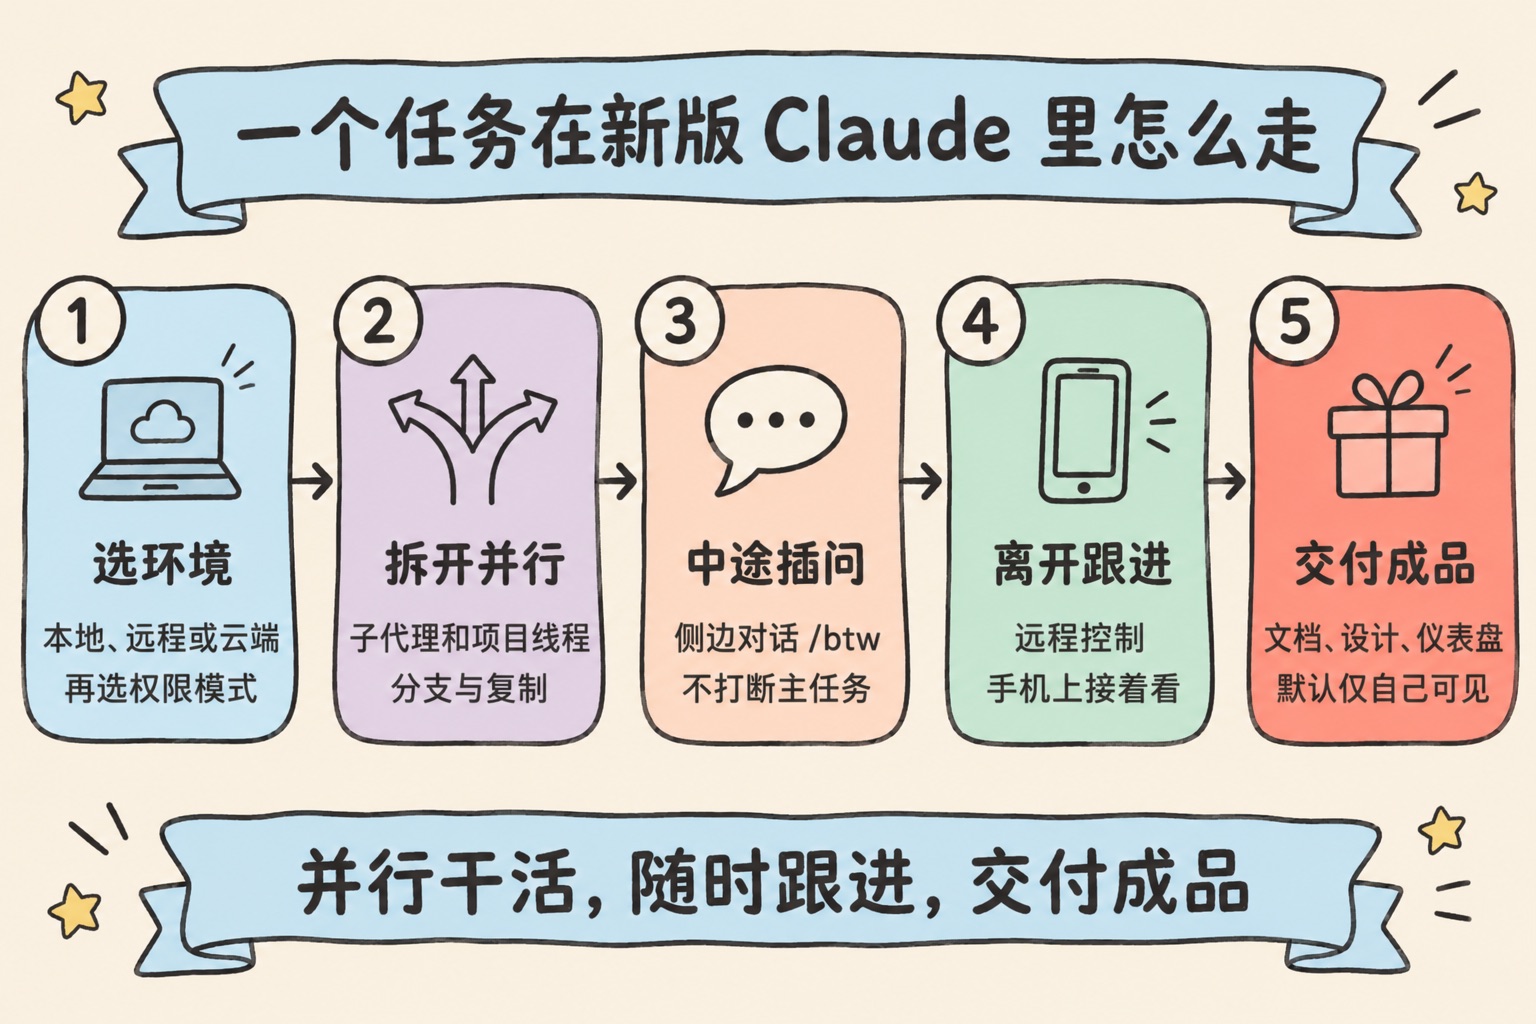 一个任务在新版 Claude 里怎么走
1
选环境
本地、远程或云端
再选权限模式
2
拆开并行
子代理和项目线程
分支与复制
3
中途插问
侧边对话 /btw
不打断主任务
4
离开跟进
远程控制
手机上接着看
5
交付成品
文档、设计、仪表盘
默认仅自己可见
并行干活, 随时跟进, 交付成品